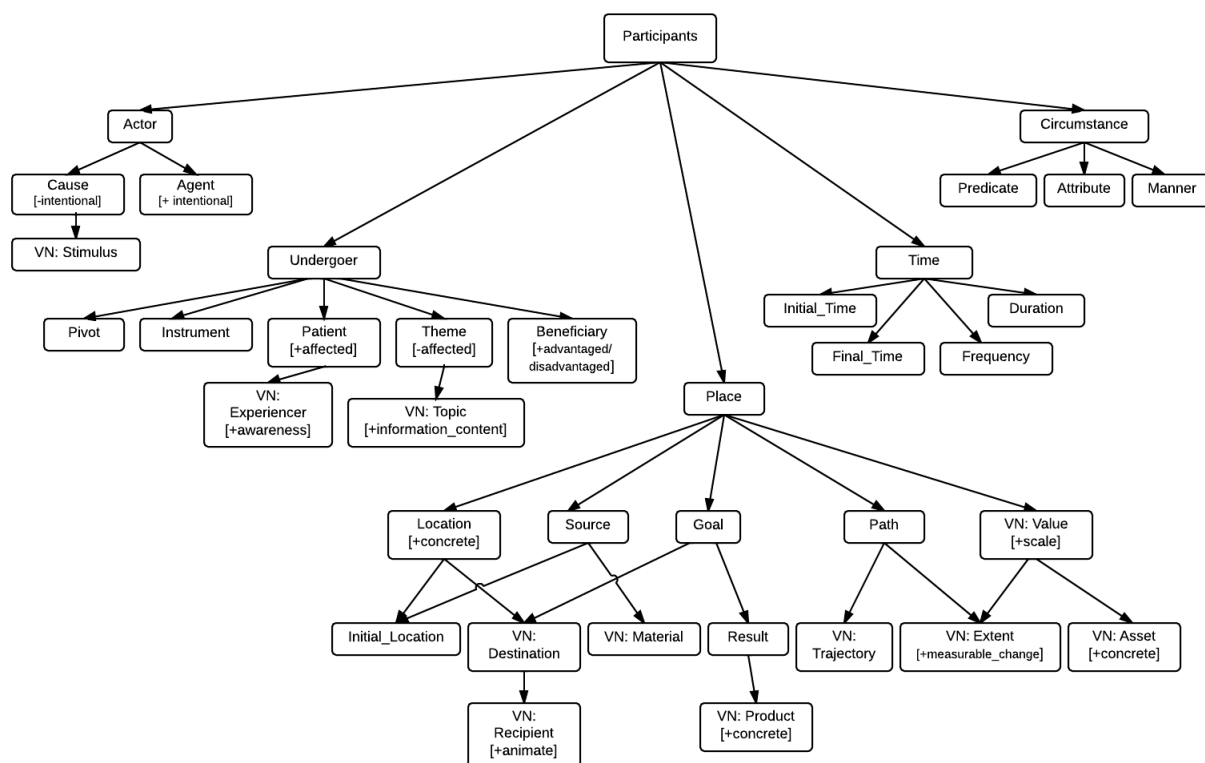 Participants
Actor
Circumstance
Cause
[-intentional]
Agent
[+ intentional]
Predicate
Attribute
Manner
VN: Stimulus
Undergoer
Time
Pivot
Instrument
Patient
[+affected]
Theme
[-affected]
Beneficiary
[+advantaged/
disadvantaged]
Initial_Time
Duration
Final_Time
Frequency
VN:
Experiencer
[+awareness]
VN: Topic
[+information_content]
Place
Location
[+concrete]
Source
Goal
Path
VN: Value
[+scale]
Initial_Location
VN:
Destination
VN: Material
Result
VN:
Trajectory
VN: Extent
[+measurable_change]
VN: Asset
[+concrete]
VN:
Recipient
[+animate]
VN: Product
[+concrete]